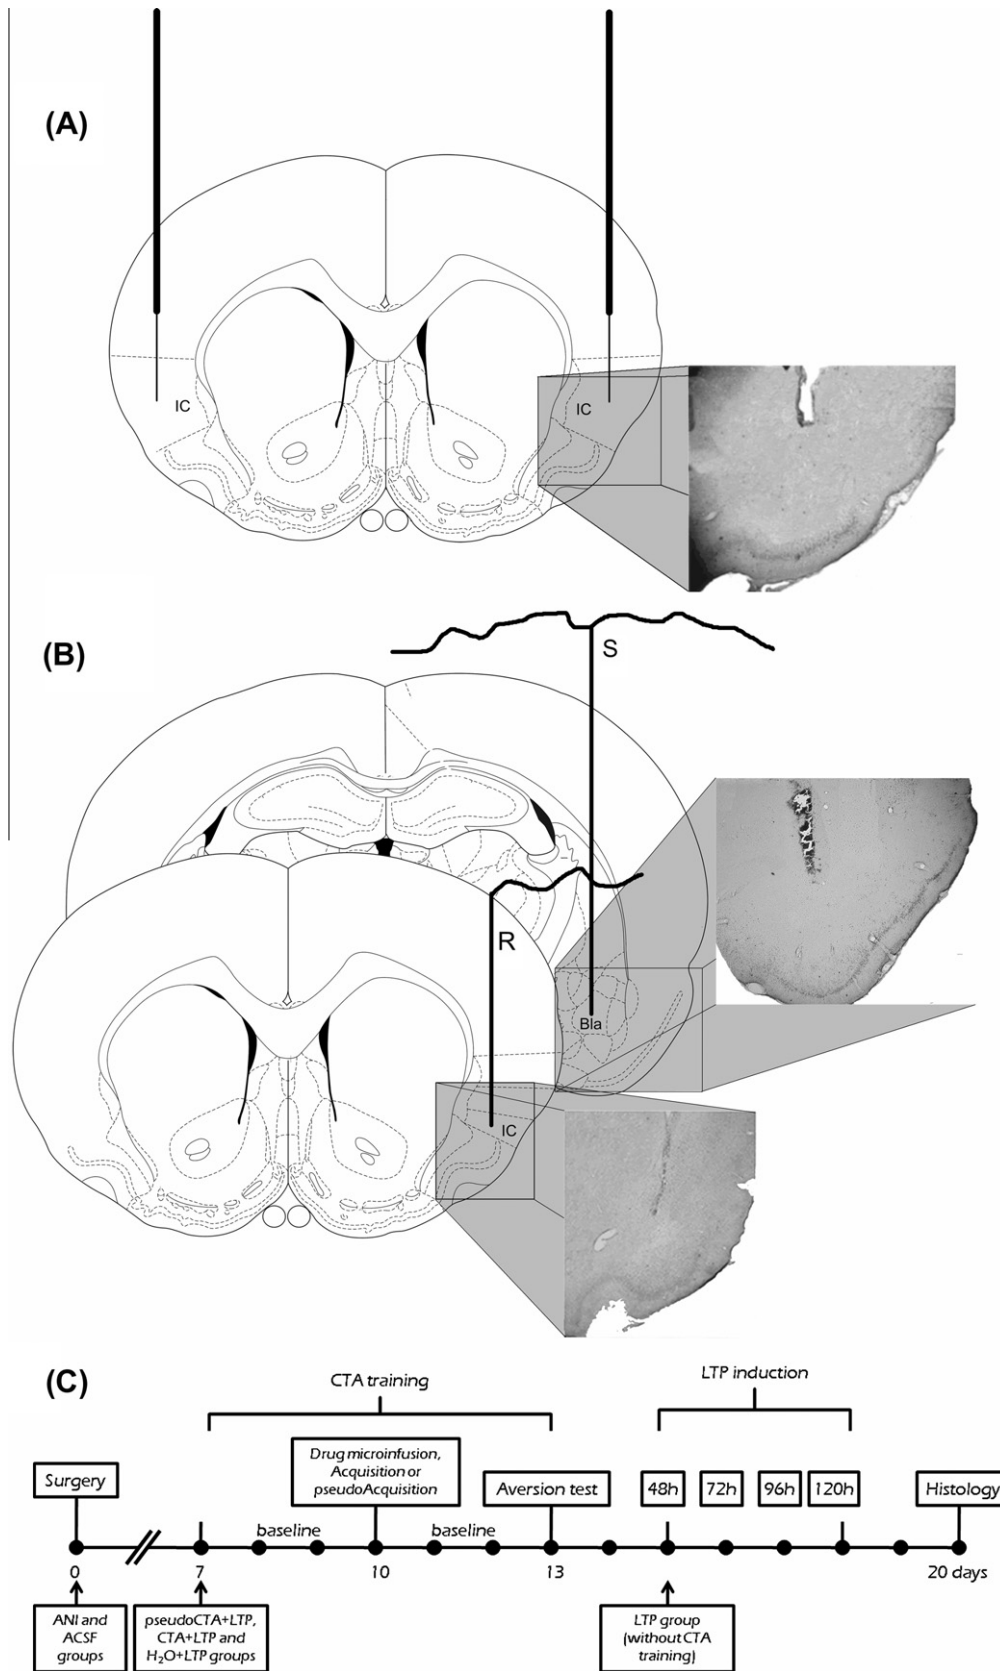 (A)
IC
IC
(B)
S
R
Bla
IC
(C)
CTA training
LTP induction
Surgery
Drug microinfusion,
Acquisition or
pseudoAcquisition
Aversion test
48h
72h
96h
120h
Histology
baseline
baseline
0
7
10
13
20 days
ANI and
ACSF
groups
pseudoCTA+LTP,
CTA+LTP and
H₂O+LTP groups
LTP group
(without CTA
training)